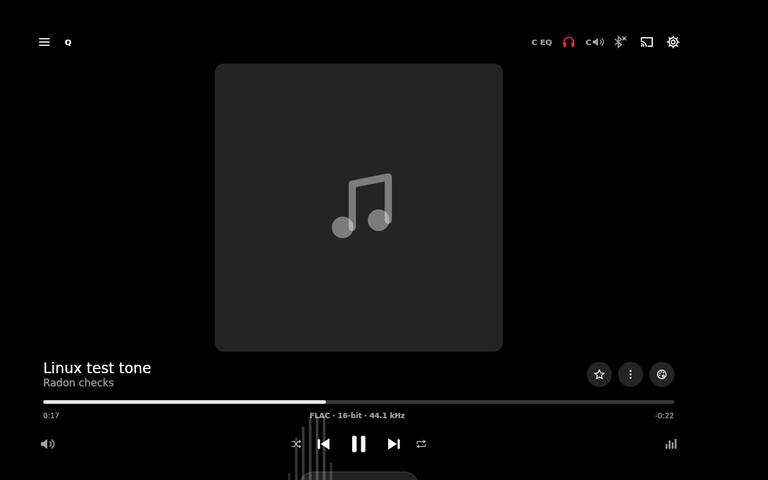 Q
C EQ
C
Linux test tone
Radon checks
0:17
FLAC · 16-bit · 44.1 kHz
-0:22